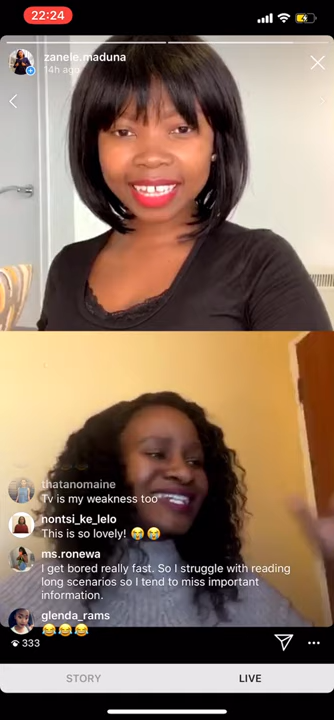 22:24
zanele.maduna
14h ago
thatanomaine
Tv is my weakness too
nontsi_ke_lelo
This is so lovely! 😭😭
ms.ronewa
I get bored really fast. So I struggle with reading
long scenarios so I tend to miss important
information.
glenda_rams
😂😂😂
333
STORY
LIVE